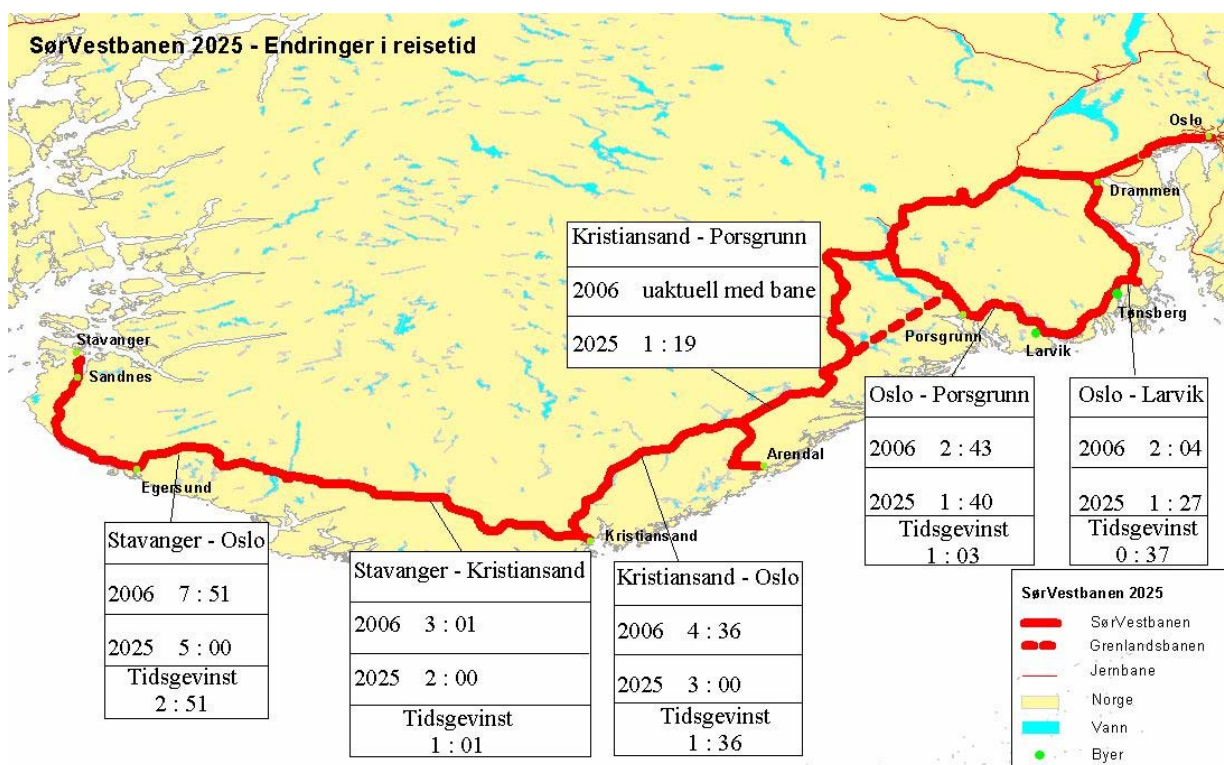 SørVestbanen 2025 - Endringer i reisetid
Oslo
Drammen
Tønsberg
Larvik
Porsgrunn
Arendal
Kristiansand
Egersund
Sandnes
Stavanger
Kristiansand - Porsgrunn
2006 uaktuell med bane
2025 1 : 19
Oslo - Porsgrunn
2006 2 : 43
2025 1 : 40
Tidsgevinst
1 : 03
Oslo - Larvik
2006 2 : 04
2025 1 : 27
Tidsgevinst
0 : 37
Stavanger - Oslo
2006 7 : 51
2025 5 : 00
Tidsgevinst
2 : 51
Stavanger - Kristiansand
2006 3 : 01
2025 2 : 00
Tidsgevinst
1 : 01
Kristiansand - Oslo
2006 4 : 36
2025 3 : 00
Tidsgevinst
1 : 36
SørVestbanen 2025
SørVestbanen
Grenlandsbanen
Jernbane
Norge
Vann
Byer